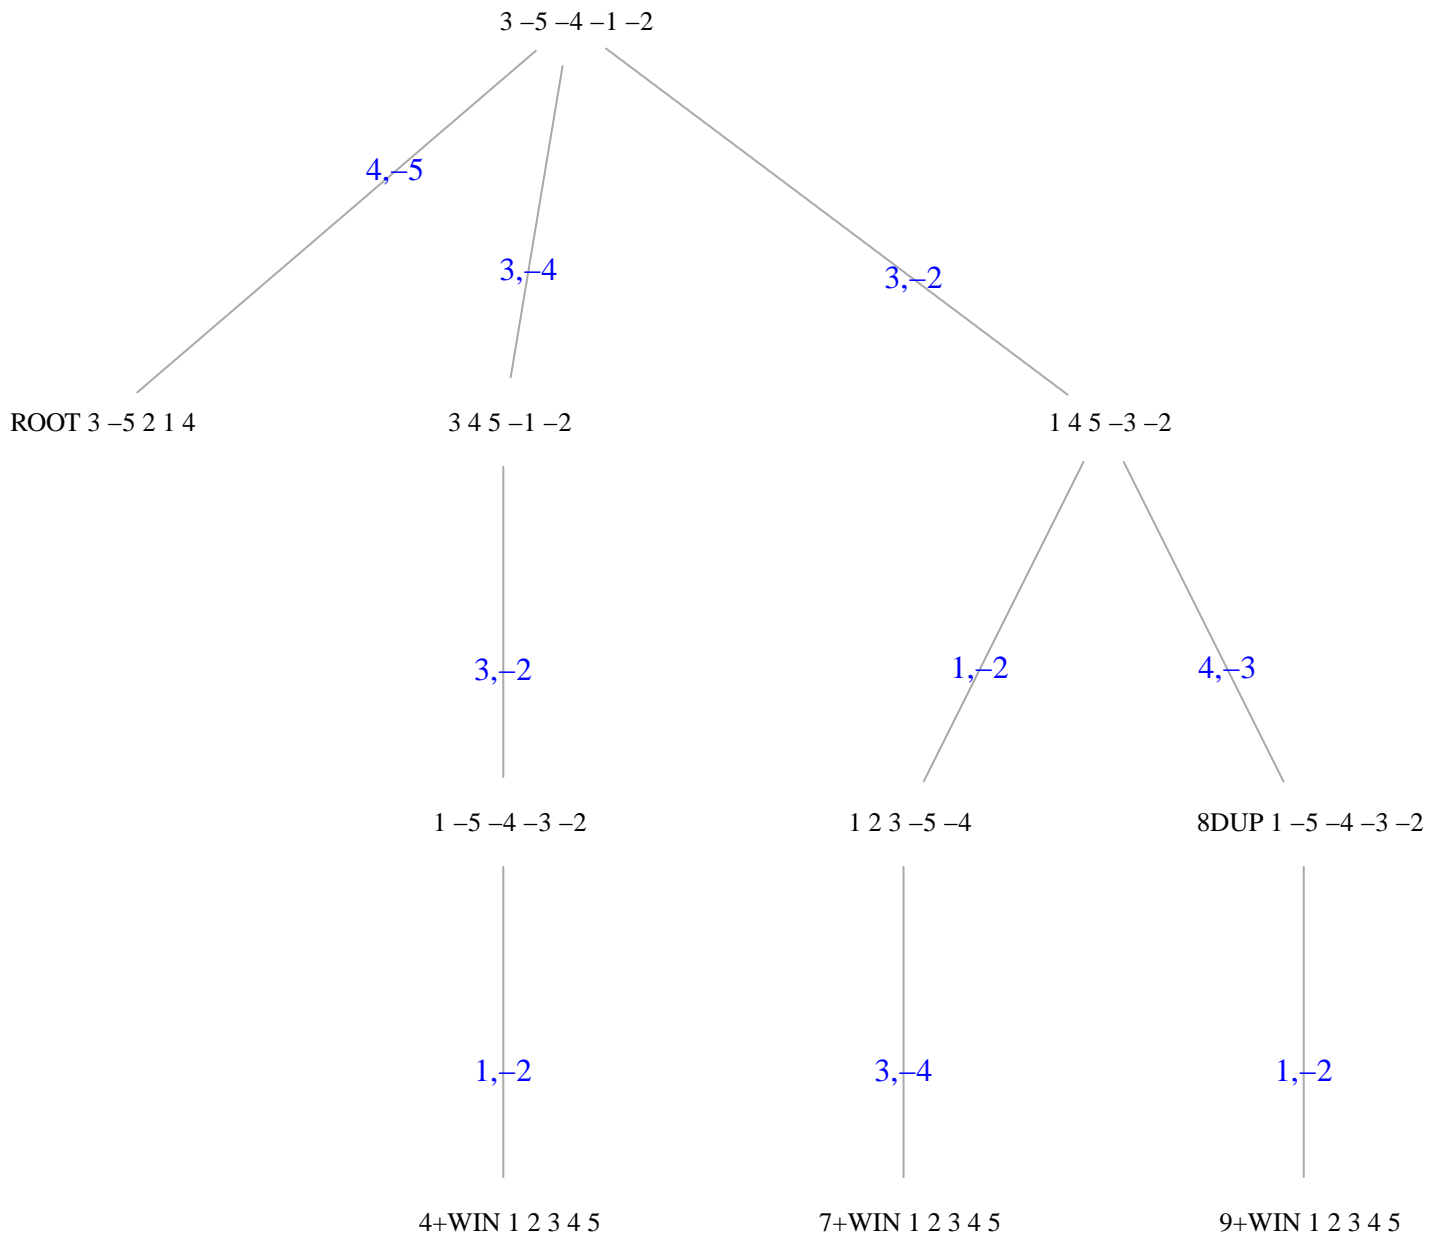 3 –5 –4 –1 –2
4,–5
3,–4
3,–2
ROOT 3 –5 2 1 4
3 4 5 –1 –2
1 4 5 –3 –2
3,–2
1,–2
4,–3
1 –5 –4 –3 –2
1 2 3 –5 –4
8DUP 1 –5 –4 –3 –2
1,–2
3,–4
1,–2
4+WIN 1 2 3 4 5
7+WIN 1 2 3 4 5
9+WIN 1 2 3 4 5